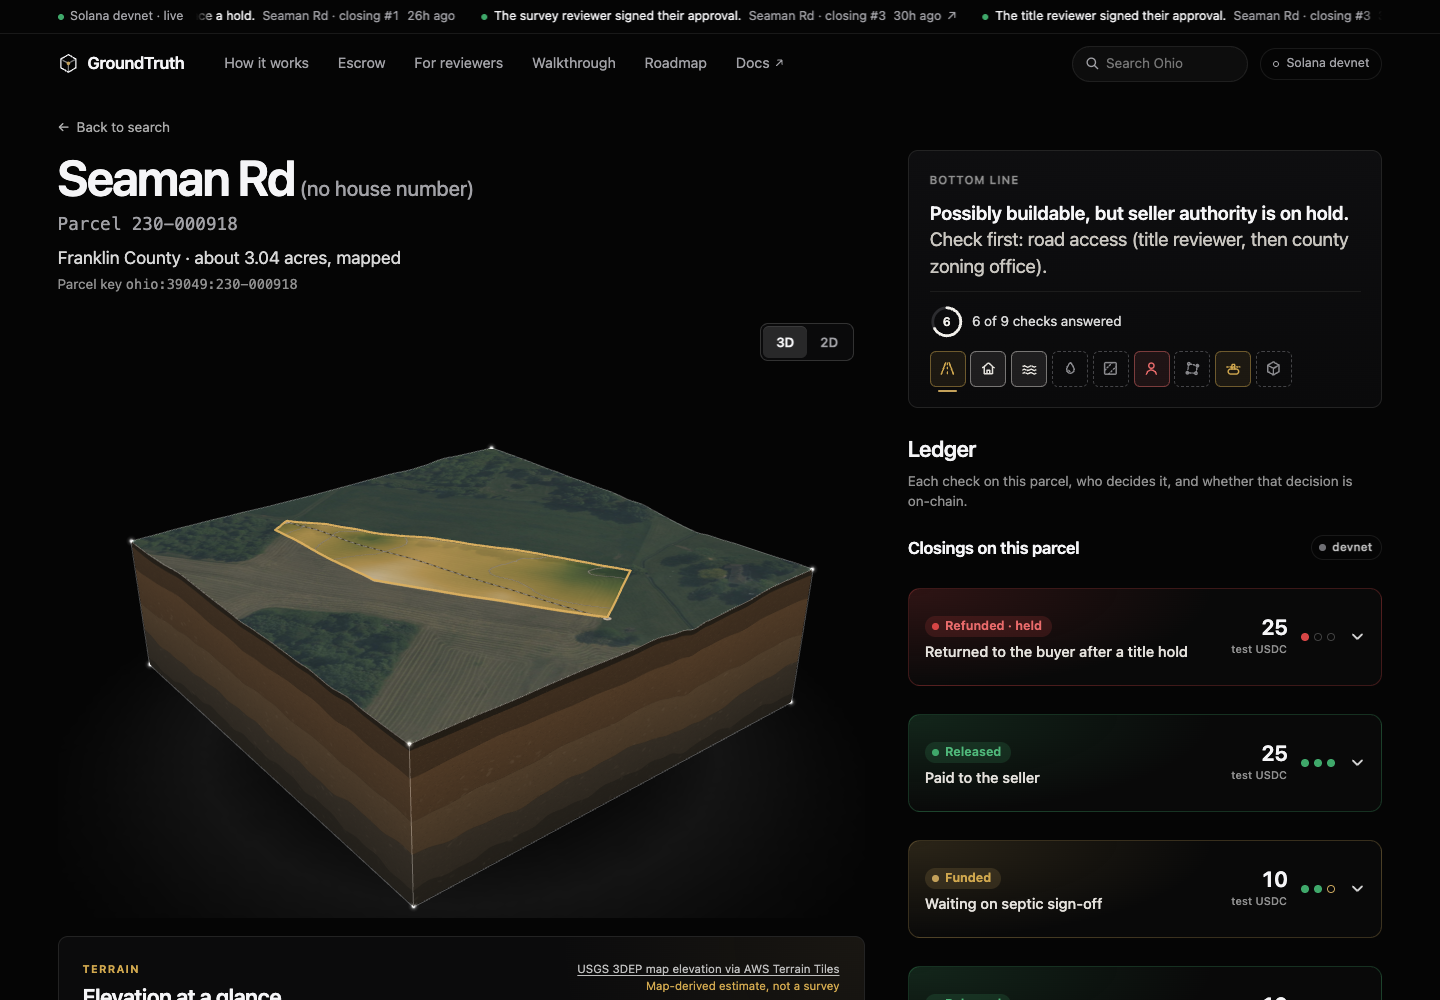 Solana devnet · live
ce a hold. Seaman Rd · closing #1 26h ago
The survey reviewer signed their approval. Seaman Rd · closing #3 30h ago ↗
The title reviewer signed their approval. Seaman Rd · closing #3
GroundTruth
How it works
Escrow
For reviewers
Walkthrough
Roadmap
Docs ↗
Search Ohio
Solana devnet
← Back to search
Seaman Rd (no house number)
Parcel 230-000918
Franklin County · about 3.04 acres, mapped
Parcel key ohio:39049:230-000918
3D
2D
TERRAIN
Elevation at a glance
USGS 3DEP map elevation via AWS Terrain Tiles
Map-derived estimate, not a survey
BOTTOM LINE
Possibly buildable, but seller authority is on hold.
Check first: road access (title reviewer, then county
zoning office).
6
6 of 9 checks answered
Ledger
Each check on this parcel, who decides it, and whether that decision is
on-chain.
Closings on this parcel
devnet
Refunded · held
Returned to the buyer after a title hold
25
test USDC
Released
Paid to the seller
25
test USDC
Funded
Waiting on septic sign-off
10
test USDC